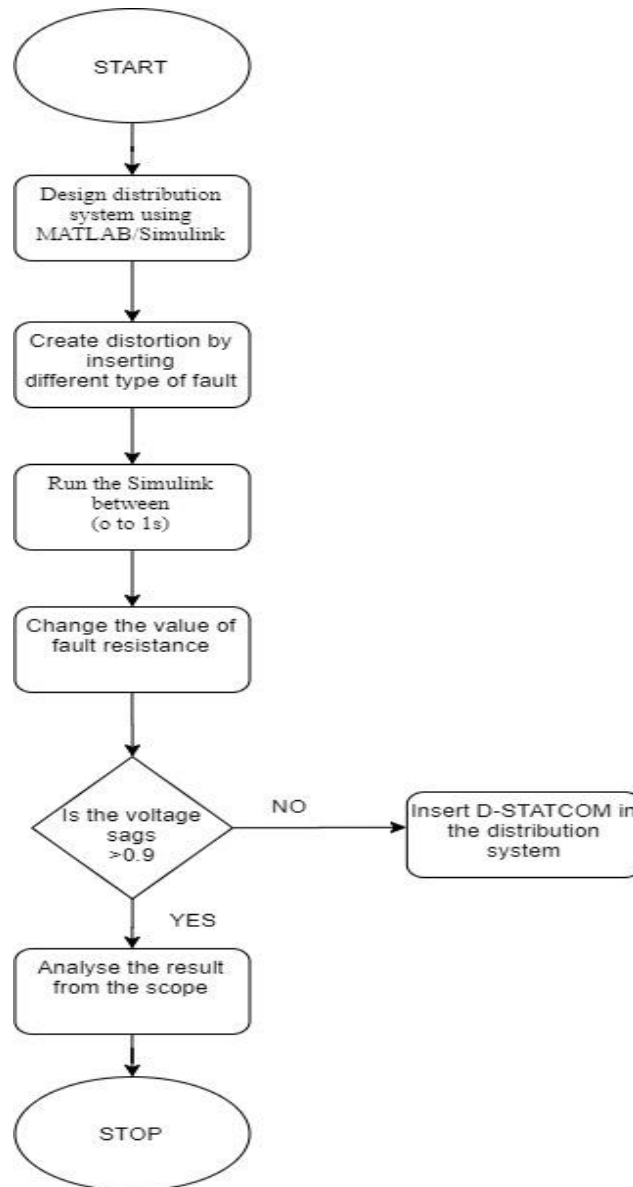 START
Design distribution
system using
MATLAB/Simulink
Create distortion by
inserting
different type of fault
Run the Simulink
between
(o to 1s)
Change the value of
fault resistance
Is the voltage
sags
>0.9
NO
Insert D-STATCOM in
the distribution
system
YES
Analyse the result
from the scope
STOP